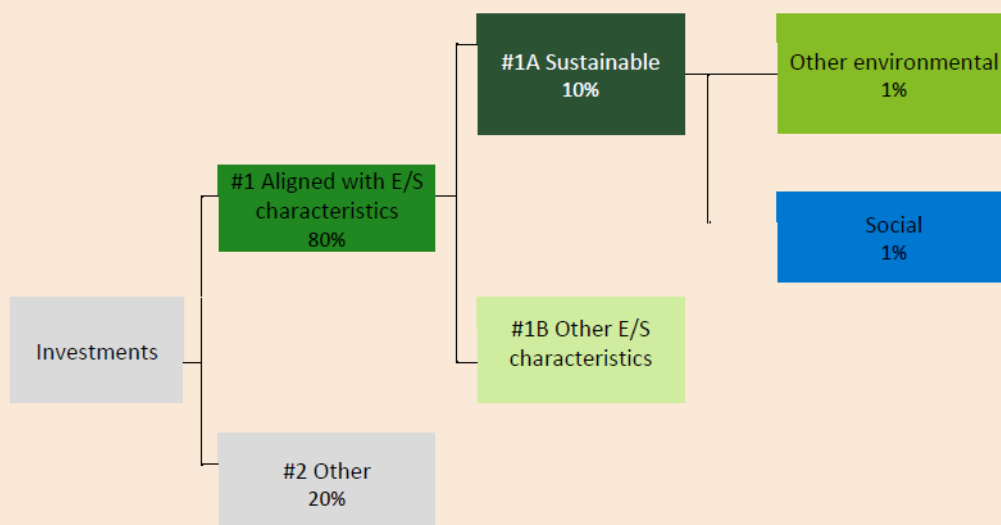 #1A Sustainable
10%
Other environmental
1%
#1 Aligned with E/S
characteristics
80%
Social
1%
Investments
#1B Other E/S
characteristics
#2 Other
20%